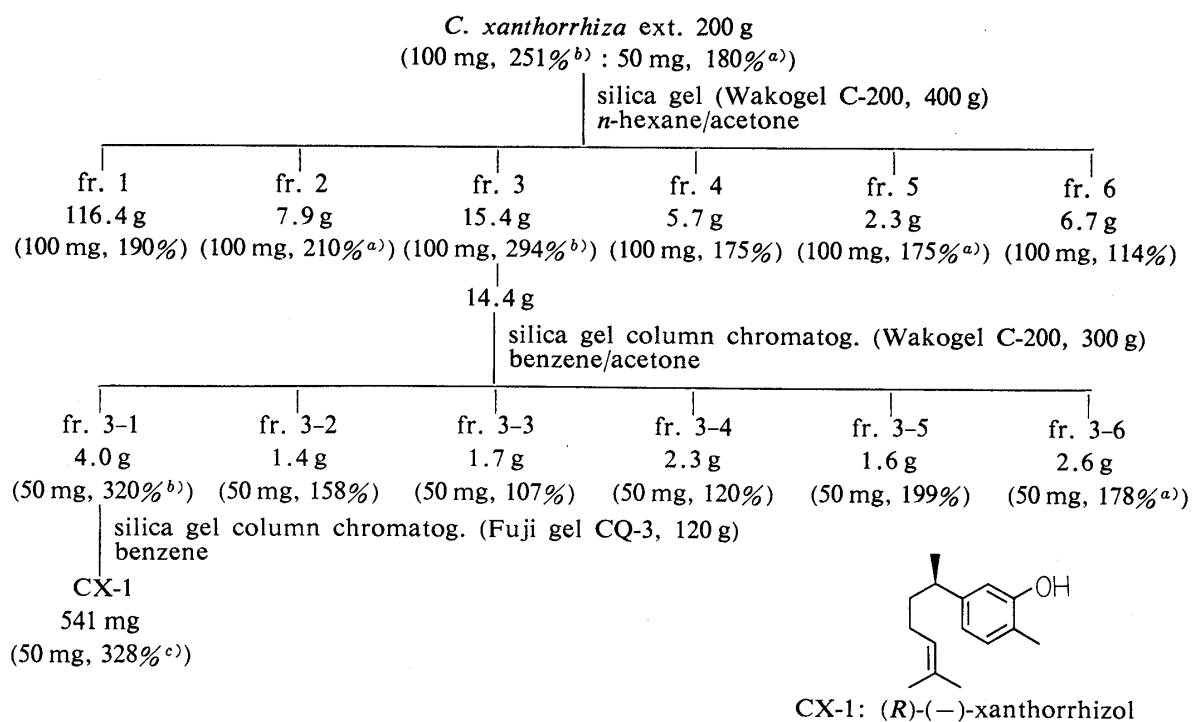 C. xanthorrhiza ext. 200 g
(100 mg, 251%b) : 50 mg, 180%a))
silica gel (Wakogel C-200, 400 g)
n-hexane/acetone
fr. 1 fr. 2 fr. 3 fr. 4 fr. 5 fr. 6
116.4 g 7.9 g 15.4 g 5.7 g 2.3 g 6.7 g
(100 mg, 190%) (100 mg, 210%a)) (100 mg, 294%b)) (100 mg, 175%) (100 mg, 175%a)) (100 mg, 114%)
14.4 g
silica gel column chromatog. (Wakogel C-200, 300 g)
benzene/acetone
fr. 3–1 fr. 3–2 fr. 3–3 fr. 3–4 fr. 3–5 fr. 3–6
4.0 g 1.4 g 1.7 g 2.3 g 1.6 g 2.6 g
(50 mg, 320%b)) (50 mg, 158%) (50 mg, 107%) (50 mg, 120%) (50 mg, 199%) (50 mg, 178%a))
silica gel column chromatog. (Fuji gel CQ-3, 120 g)
benzene
CX-1
541 mg
(50 mg, 328%c))
OH
CX-1: (R)-(−)-xanthorrhizol